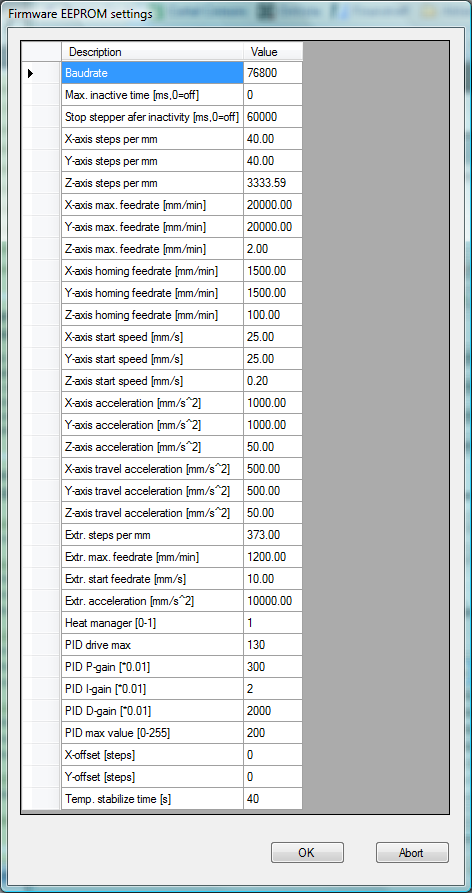 Firmware EEPROM settings
Description Value
Baudrate 76800
Max. inactive time [ms,0=off] 0
Stop stepper afer inactivity [ms,0=off] 60000
X-axis steps per mm 40.00
Y-axis steps per mm 40.00
Z-axis steps per mm 3333.59
X-axis max. feedrate [mm/min] 20000.00
Y-axis max. feedrate [mm/min] 20000.00
Z-axis max. feedrate [mm/min] 2.00
X-axis homing feedrate [mm/min] 1500.00
Y-axis homing feedrate [mm/min] 1500.00
Z-axis homing feedrate [mm/min] 100.00
X-axis start speed [mm/s] 25.00
Y-axis start speed [mm/s] 25.00
Z-axis start speed [mm/s] 0.20
X-axis acceleration [mm/s^2] 1000.00
Y-axis acceleration [mm/s^2] 1000.00
Z-axis acceleration [mm/s^2] 50.00
X-axis travel acceleration [mm/s^2] 500.00
Y-axis travel acceleration [mm/s^2] 500.00
Z-axis travel acceleration [mm/s^2] 50.00
Extr. steps per mm 373.00
Extr. max. feedrate [mm/min] 1200.00
Extr. start feedrate [mm/s] 10.00
Extr. acceleration [mm/s^2] 10000.00
Heat manager [0-1] 1
PID drive max 130
PID P-gain [*0.01] 300
PID I-gain [*0.01] 2
PID D-gain [*0.01] 2000
PID max value [0-255] 200
X-offset [steps] 0
Y-offset [steps] 0
Temp. stabilize time [s] 40
OK Abort